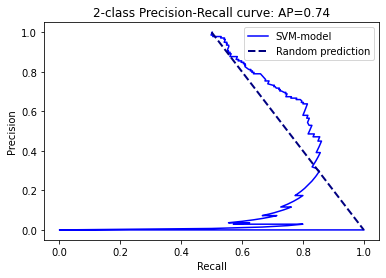 2-class Precision-Recall curve: AP=0.74
SVM-model
Random prediction
Precision
1.0
0.8
0.6
0.4
0.2
0.0
0.0 0.2 0.4 0.6 0.8 1.0
Recall